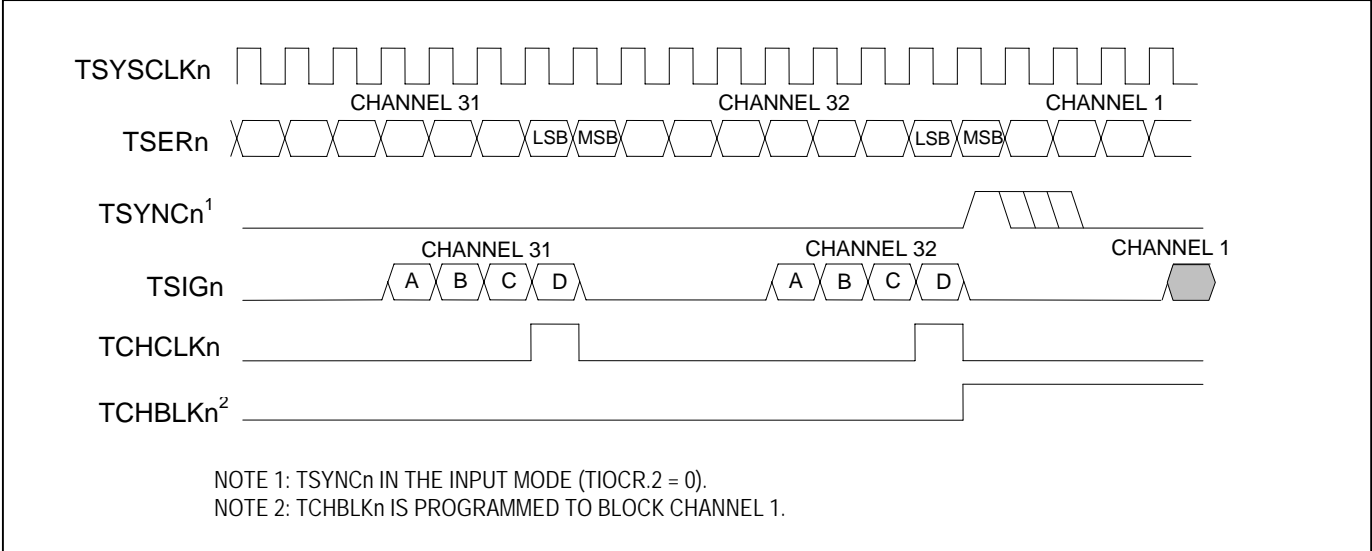 TSYSCLKn
CHANNEL 31 CHANNEL 32 CHANNEL 1
TSERn LSB MSB LSB MSB
TSYNCn1
CHANNEL 31 CHANNEL 32 CHANNEL 1
TSIGn A B C D A B C D
TCHCLKn
TCHBLKn2
NOTE 1: TSYNCn IN THE INPUT MODE (TIOCR.2 = 0).
NOTE 2: TCHBLKn IS PROGRAMMED TO BLOCK CHANNEL 1.